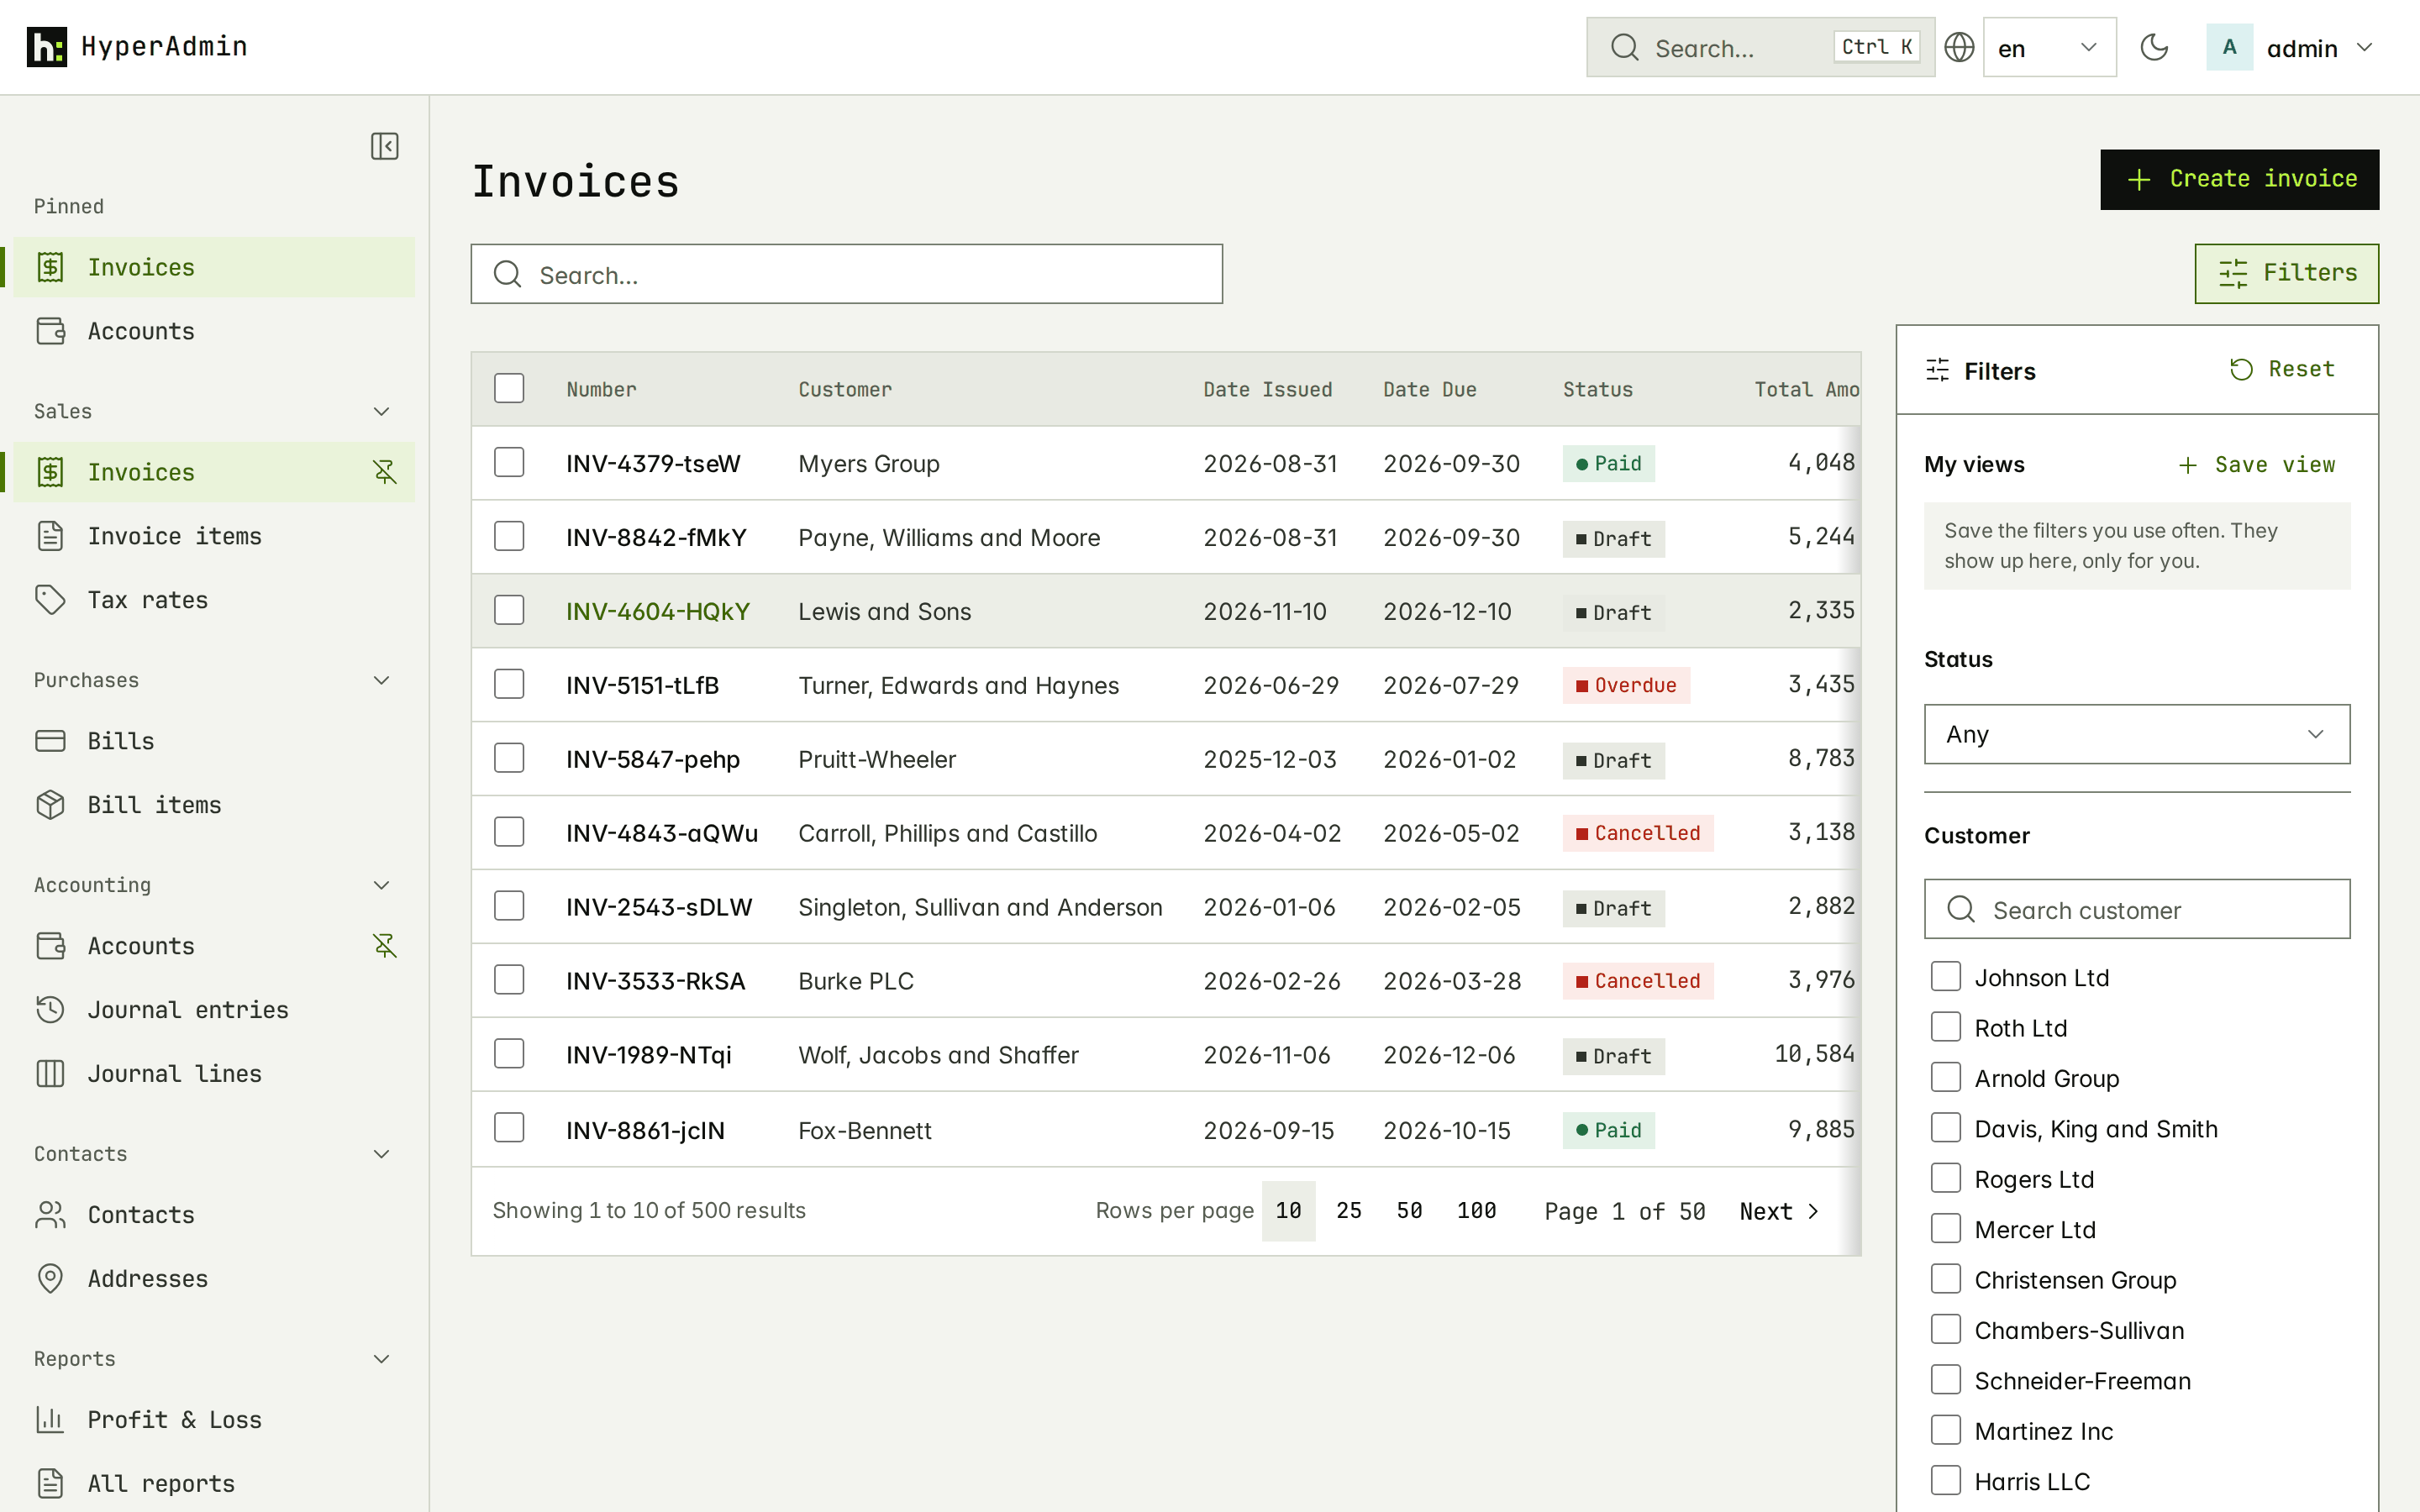 h: HyperAdmin
Search... Ctrl K
en
A admin
Pinned
Invoices
Accounts
Sales
Invoices
Invoice items
Tax rates
Purchases
Bills
Bill items
Accounting
Accounts
Journal entries
Journal lines
Contacts
Contacts
Addresses
Reports
Profit & Loss
All reports
Invoices
Create invoice
Search...
Filters
Number Customer Date Issued Date Due Status Total Amo
INV-4379-tseW Myers Group 2026-08-31 2026-09-30 Paid 4,048
INV-8842-fMkY Payne, Williams and Moore 2026-08-31 2026-09-30 Draft 5,244
INV-4604-HQkY Lewis and Sons 2026-11-10 2026-12-10 Draft 2,335
INV-5151-tLfB Turner, Edwards and Haynes 2026-06-29 2026-07-29 Overdue 3,435
INV-5847-pehp Pruitt-Wheeler 2025-12-03 2026-01-02 Draft 8,783
INV-4843-aQWu Carroll, Phillips and Castillo 2026-04-02 2026-05-02 Cancelled 3,138
INV-2543-sDLW Singleton, Sullivan and Anderson 2026-01-06 2026-02-05 Draft 2,882
INV-3533-RkSA Burke PLC 2026-02-26 2026-03-28 Cancelled 3,976
INV-1989-NTqi Wolf, Jacobs and Shaffer 2026-11-06 2026-12-06 Draft 10,584
INV-8861-jcIN Fox-Bennett 2026-09-15 2026-10-15 Paid 9,885
Showing 1 to 10 of 500 results Rows per page 10 25 50 100 Page 1 of 50 Next
Filters Reset
My views Save view
Save the filters you use often. They
show up here, only for you.
Status
Any
Customer
Search customer
Johnson Ltd
Roth Ltd
Arnold Group
Davis, King and Smith
Rogers Ltd
Mercer Ltd
Christensen Group
Chambers-Sullivan
Schneider-Freeman
Martinez Inc
Harris LLC